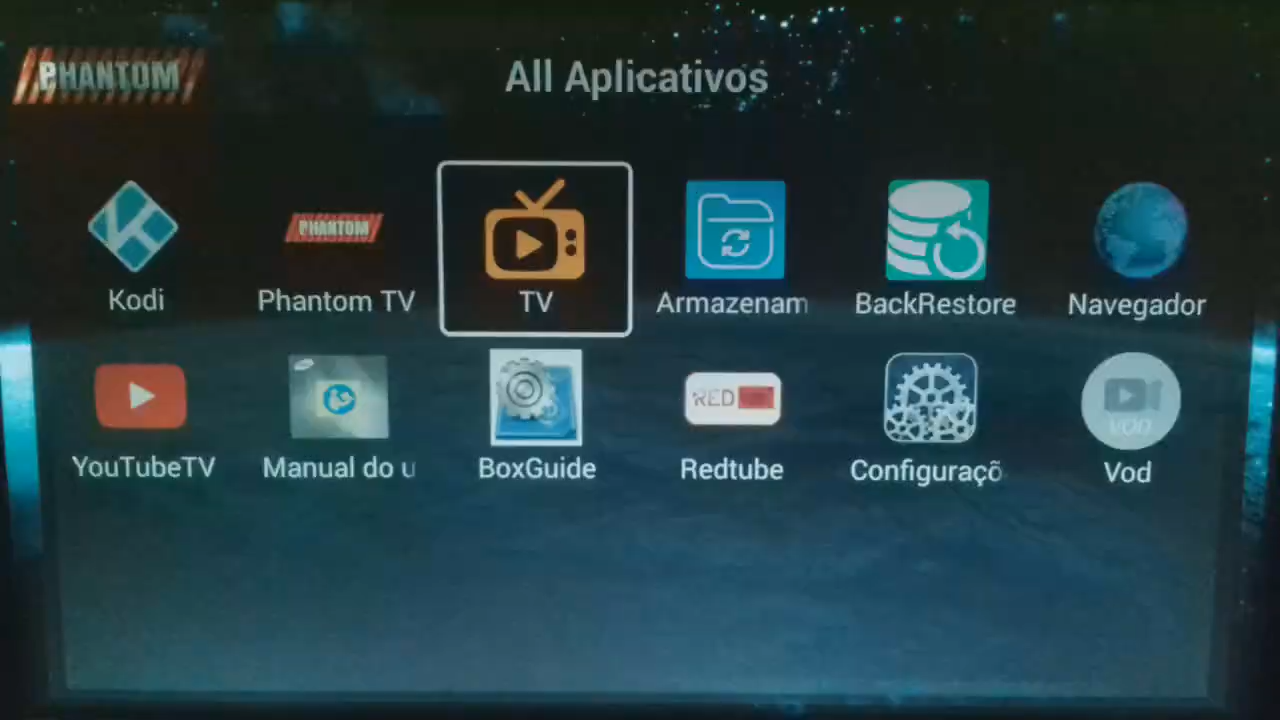 PHANTOM
All Aplicativos
PHANTOM
Kodi
Phantom TV
TV
Armazenam
BackRestore
Navegador
RED
VOD
YouTubeTV
Manual do u
BoxGuide
Redtube
Configuraçõ
Vod